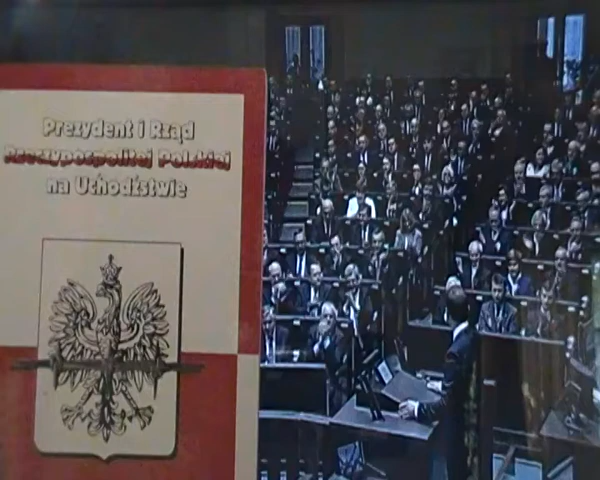 Prezydent i Rząd
Rzeczypospolitej Polskiej
na Uchodźstwie